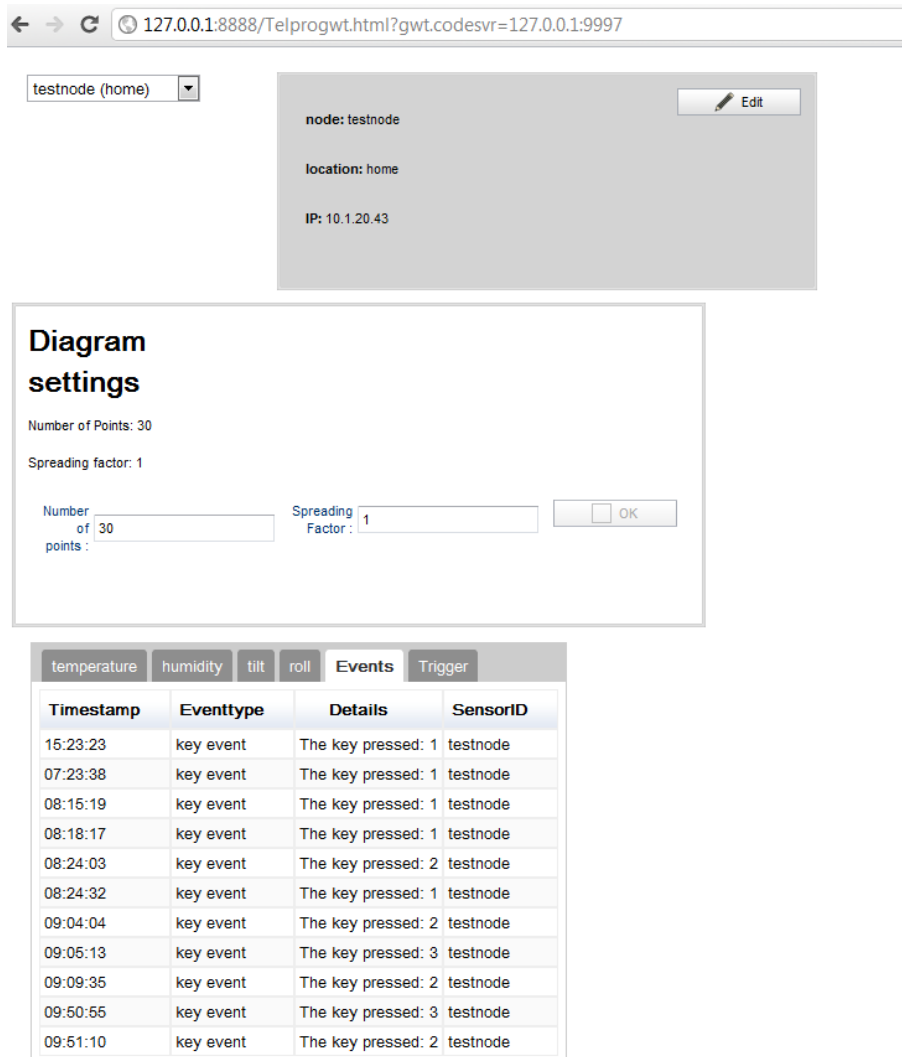 127.0.0.1:8888/Telprogwt.html?gwt.codesvr=127.0.0.1:9997
testnode (home)
Edit
node: testnode
location: home
IP: 10.1.20.43
Diagram
settings
Number of Points: 30
Spreading factor: 1
Number
of
points :
30
Spreading
Factor :
1
OK
temperature humidity tilt roll Events Trigger
Timestamp Eventtype Details SensorID
15:23:23 key event The key pressed: 1 testnode
07:23:38 key event The key pressed: 1 testnode
08:15:19 key event The key pressed: 1 testnode
08:18:17 key event The key pressed: 1 testnode
08:24:03 key event The key pressed: 2 testnode
08:24:32 key event The key pressed: 1 testnode
09:04:04 key event The key pressed: 2 testnode
09:05:13 key event The key pressed: 3 testnode
09:09:35 key event The key pressed: 2 testnode
09:50:55 key event The key pressed: 3 testnode
09:51:10 key event The key pressed: 2 testnode